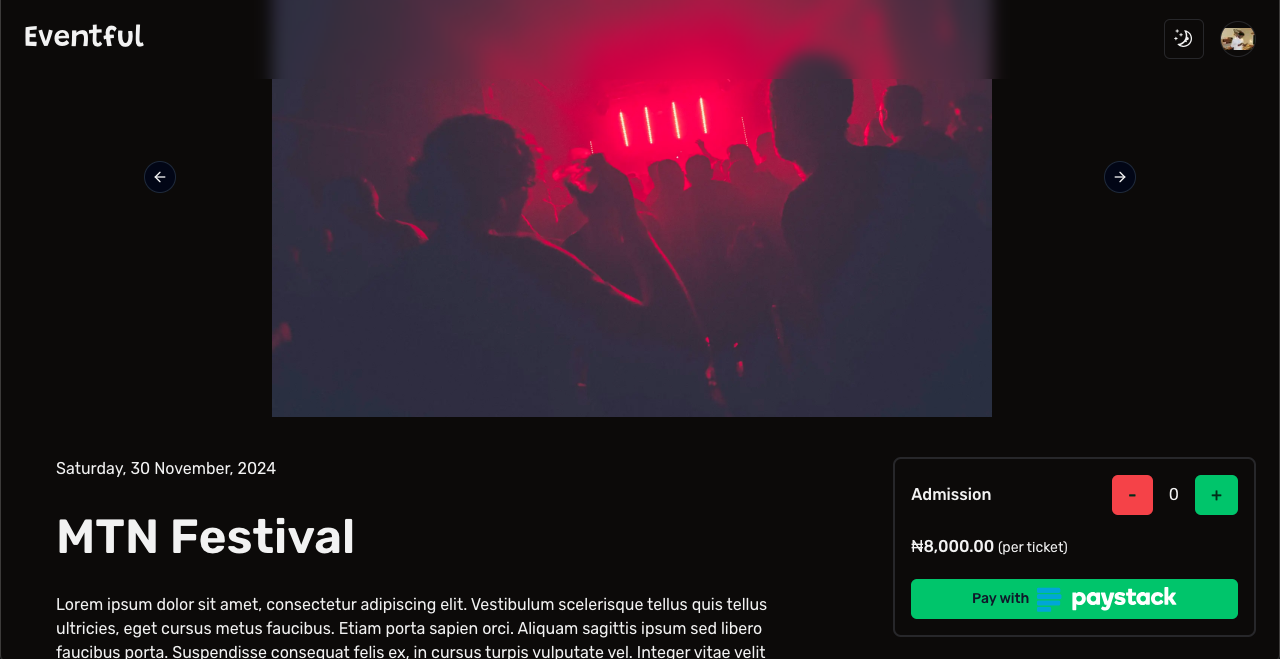 Eventful
Saturday, 30 November, 2024
MTN Festival
Lorem ipsum dolor sit amet, consectetur adipiscing elit. Vestibulum scelerisque tellus quis tellus
ultricies, eget cursus metus faucibus. Etiam porta sapien orci. Aliquam sagittis ipsum sed libero
faucibus porta. Suspendisse consequat felis ex, in cursus turpis vulputate vel. Integer vitae velit
Admission - 0 +
₦8,000.00 (per ticket)
Pay with paystack